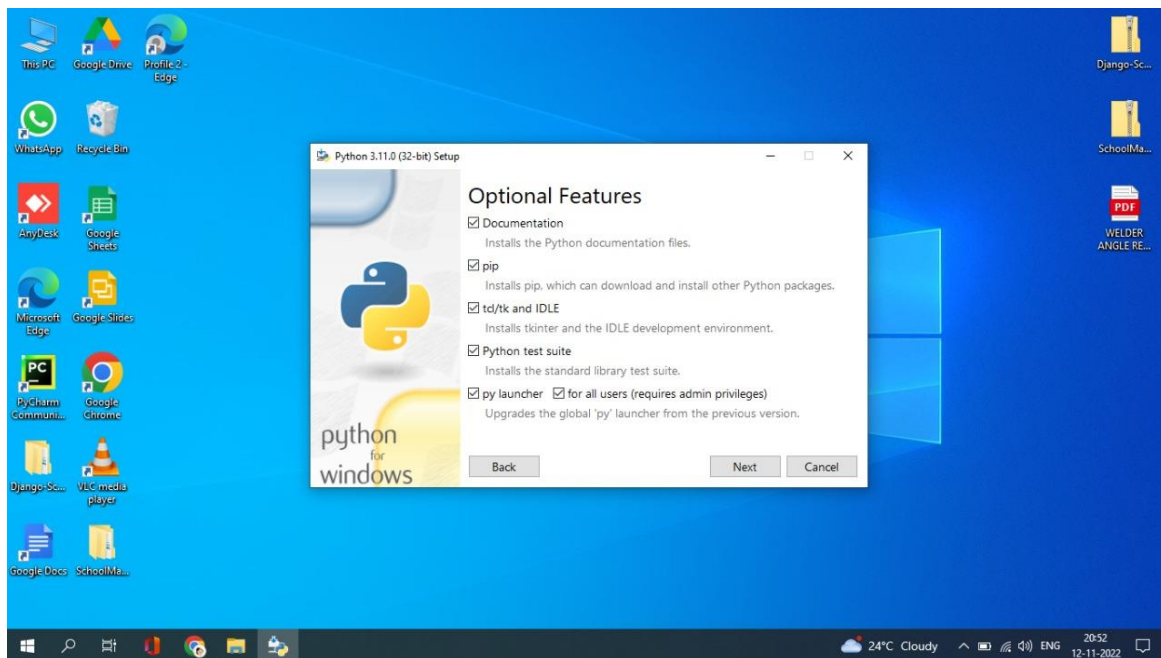 This PC
Google Drive
Profile 2 -
Edge
WhatsApp
Recycle Bin
AnyDesk
Google
Sheets
Microsoft
Edge
Google Slides
PC
PyCharm
Communi...
Google
Chrome
Django-Sc...
VLC media
player
Google Docs
SchoolMa...
Python 3.11.0 (32-bit) Setup
Optional Features
Documentation
Installs the Python documentation files.
pip
Installs pip, which can download and install other Python packages.
tcl/tk and IDLE
Installs tkinter and the IDLE development environment.
Python test suite
Installs the standard library test suite.
py launcher for all users (requires admin privileges)
Upgrades the global 'py' launcher from the previous version.
python
for
windows
Back Next Cancel
Django-Sc...
SchoolMa...
PDF
WELDER
ANGLE RE...
24°C Cloudy ENG 20:52
12-11-2022